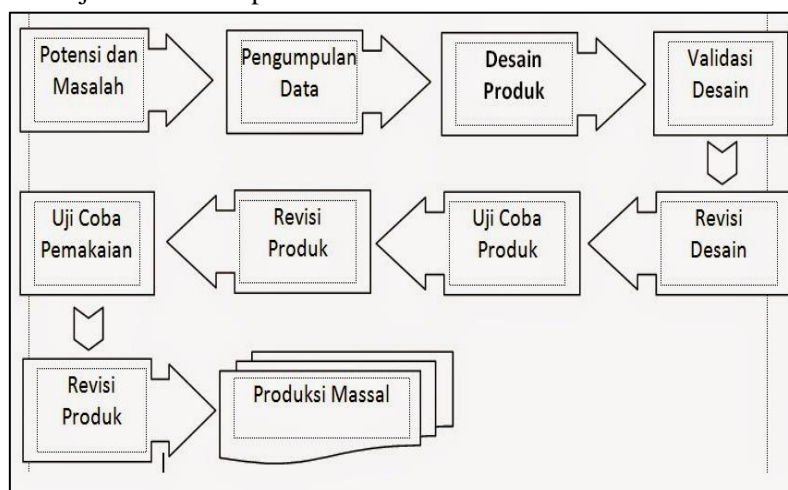 Potensi dan
Masalah
Pengumpulan
Data
Desain
Produk
Validasi
Desain
Revisi
Desain
Uji Coba
Produk
Revisi
Produk
Uji Coba
Pemakaian
Revisi
Produk
Produksi Massal